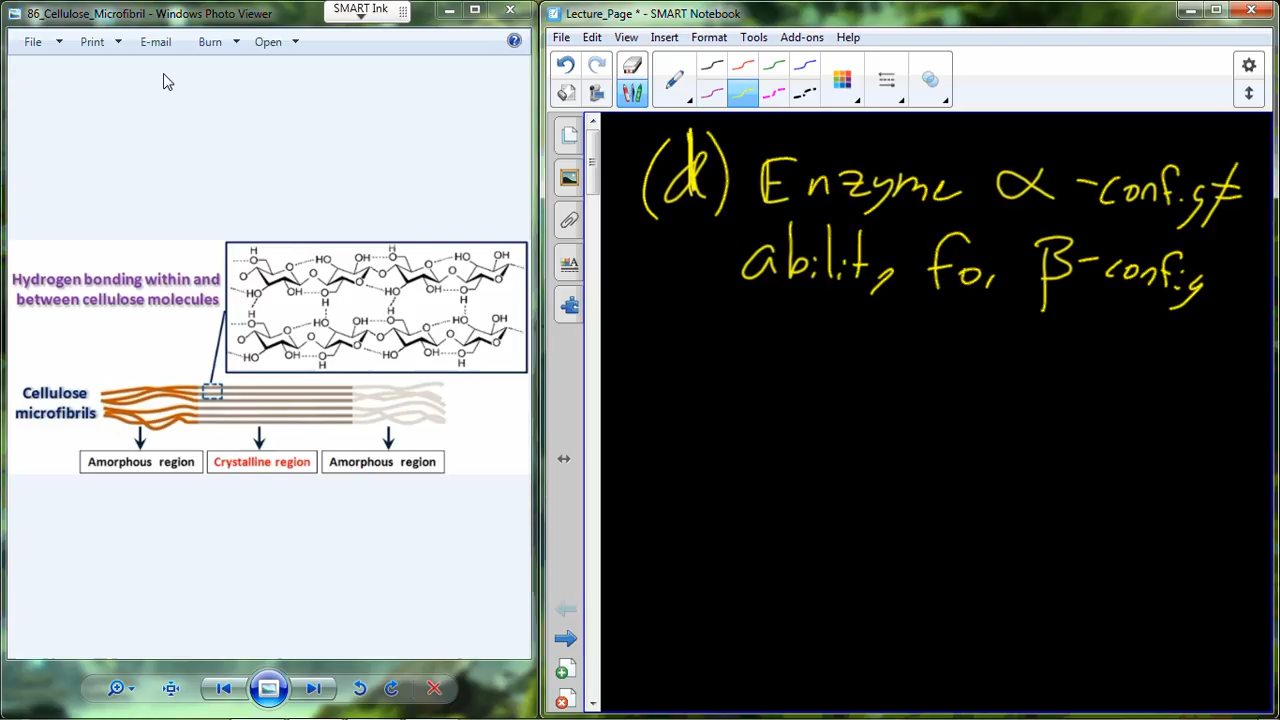 86_Cellulose_Microfibril - Windows Photo Viewer
SMART Ink
File Print E-mail Burn Open
Hydrogen bonding within and
between cellulose molecules
Cellulose
microfibrils
Amorphous region Crystalline region Amorphous region
Lecture_Page * - SMART Notebook
File Edit View Insert Format Tools Add-ons Help
(d) Enzyme α-config ≠
ability for β-config